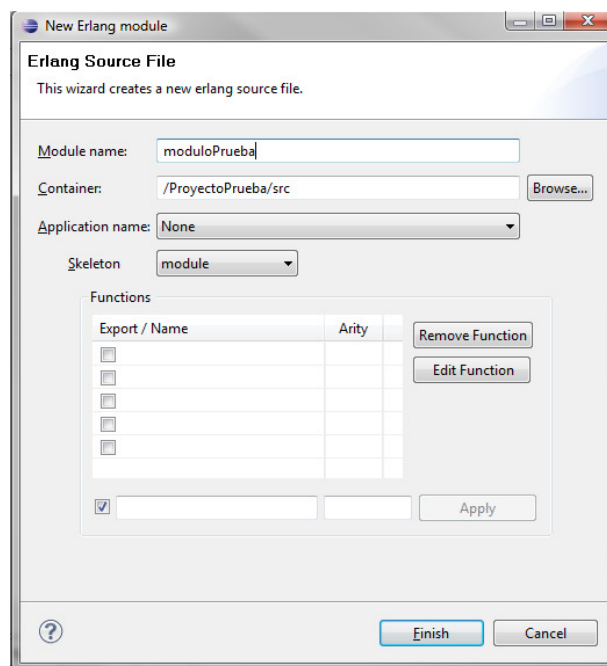 New Erlang module
Erlang Source File
This wizard creates a new erlang source file.
Module name: moduloPrueba
Container: /ProyectoPrueba/src Browse...
Application name: None
Skeleton module
Functions
Export / Name Arity
Remove Function
Edit Function
Apply
Finish Cancel